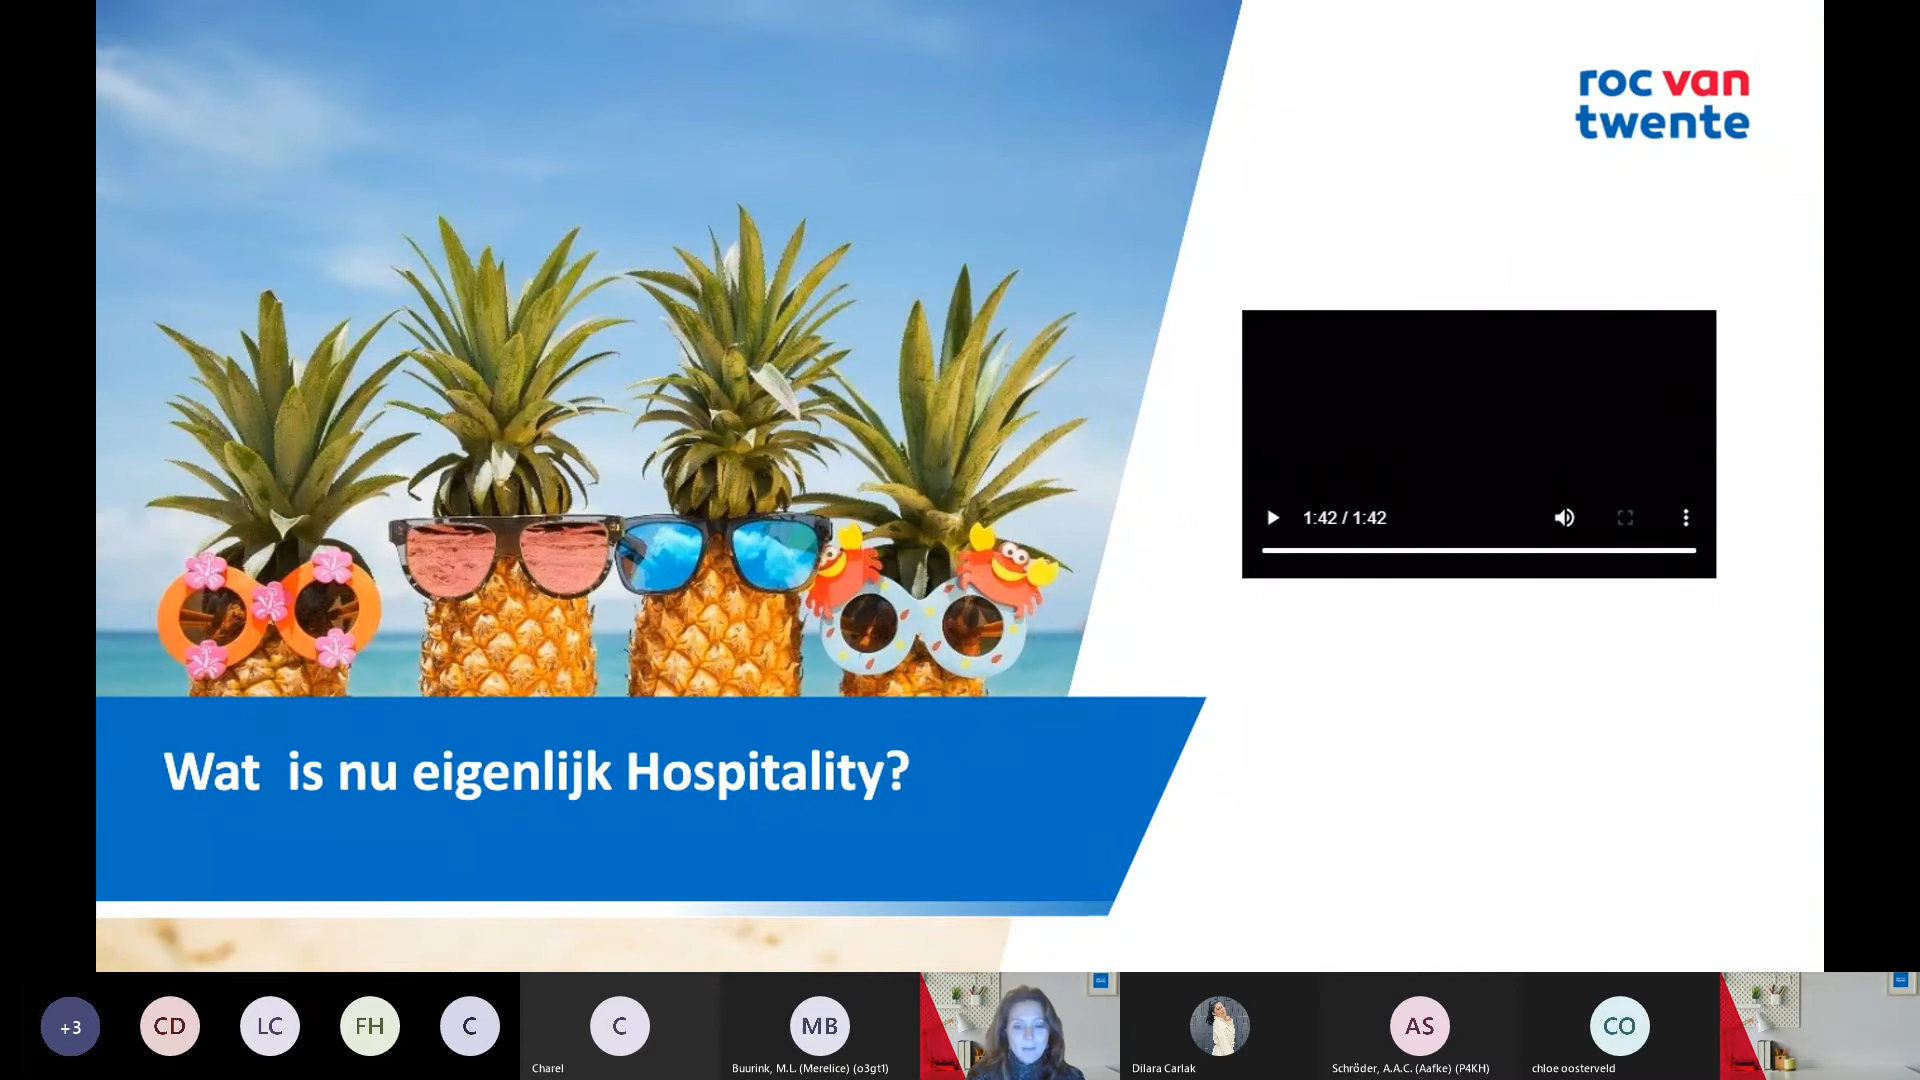 roc van
twente
1:42 / 1:42
Wat  is nu eigenlijk Hospitality?
+3
CD
LC
FH
C
C
Charel
MB
Buurink, M.L. (Merelice) (o3gt1)
Dilara Carlak
AS
Schröder, A.A.C. (Aafke) (P4KH)
CO
chloe oosterveld